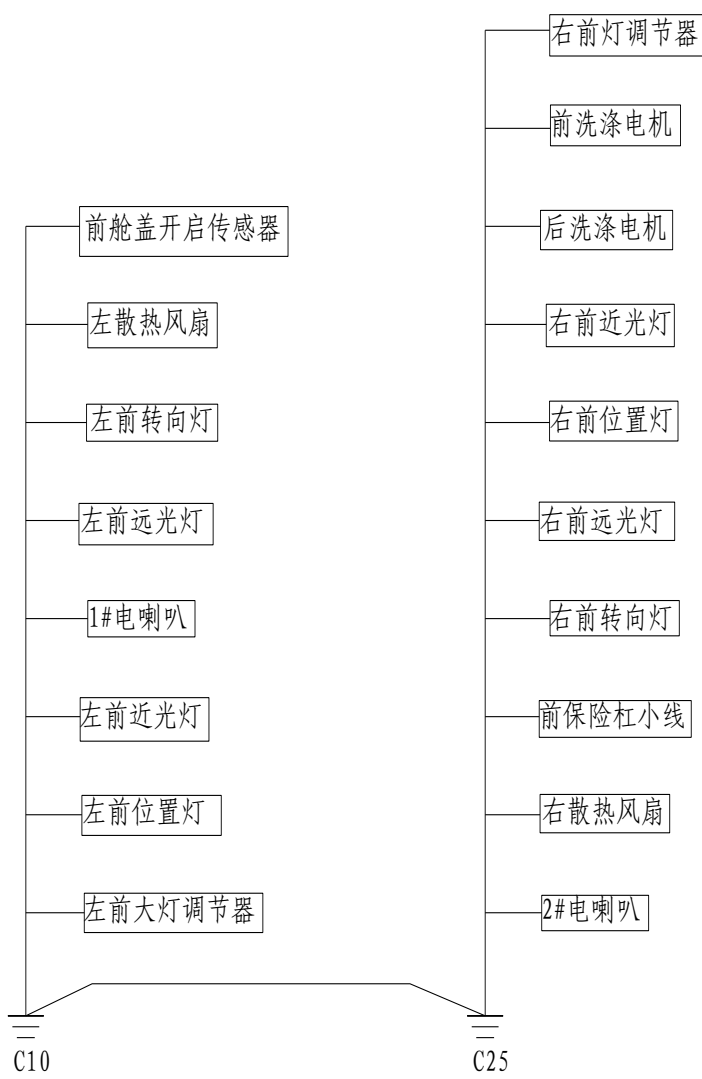 右前灯调节器
前洗涤电机
后洗涤电机
右前近光灯
右前位置灯
右前远光灯
右前转向灯
前保险杠小线
右散热风扇
2#电喇叭
前舱盖开启传感器
左散热风扇
左前转向灯
左前远光灯
1#电喇叭
左前近光灯
左前位置灯
左前大灯调节器
C10
C25